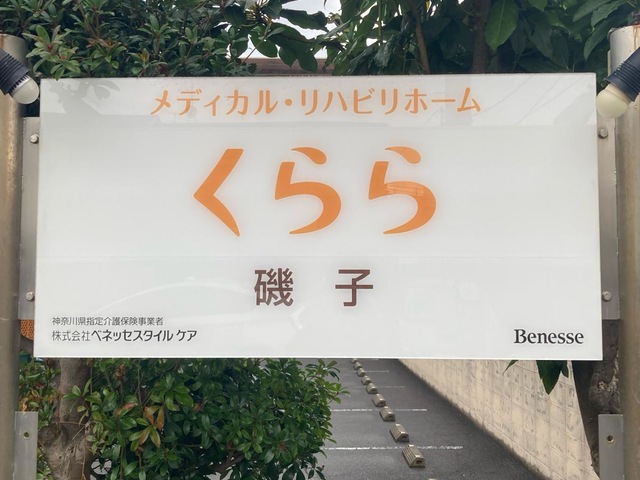 メディカル・リハビリホーム
くらら
磯 子
神奈川県指定介護保険事業者
株式会社ベネッセスタイルケア
Benesse